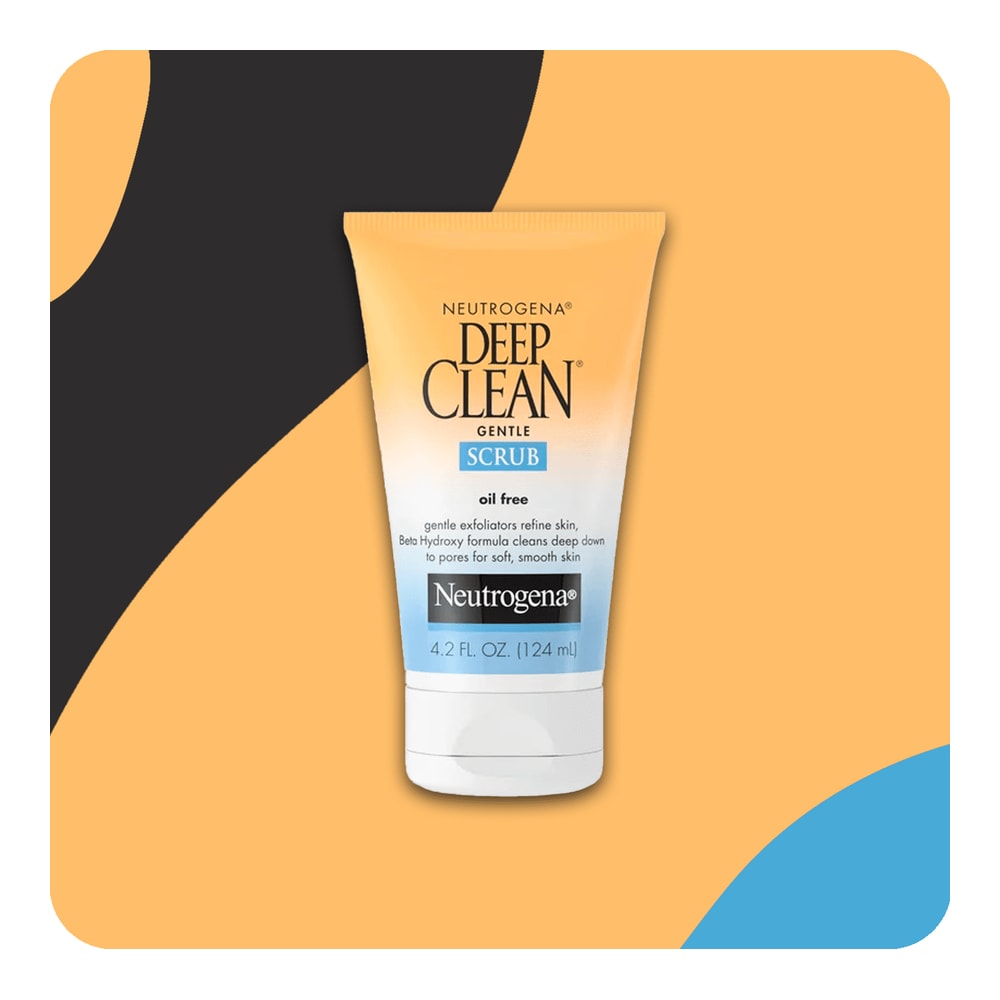 NEUTROGENA®
DEEP
CLEAN®
GENTLE
SCRUB
oil free
gentle exfoliators refine skin,
Beta Hydroxy formula cleans deep down
to pores for soft, smooth skin
Neutrogena®
4.2 FL. OZ. (124 mL)